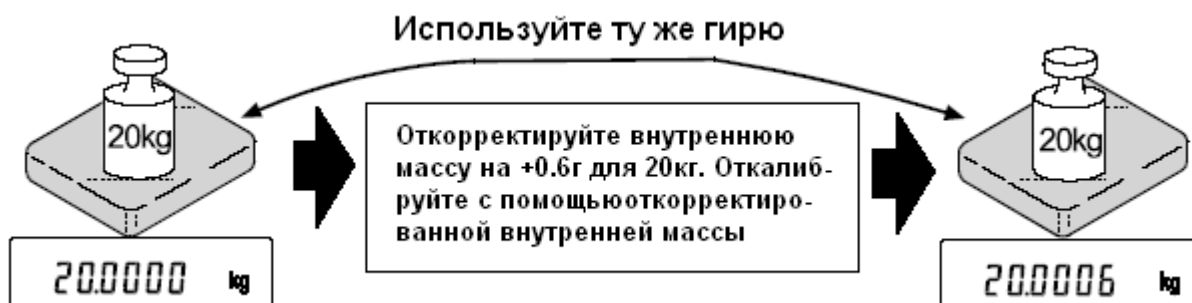 Используйте ту же гирю
20kg
Откорректируйте внутреннюю
массу на +0.6г для 20кг. Откалиб-
руйте с помощьюоткорректиро-
ванной внутренней массы
20kg
20.0000 kg
20.0006 kg